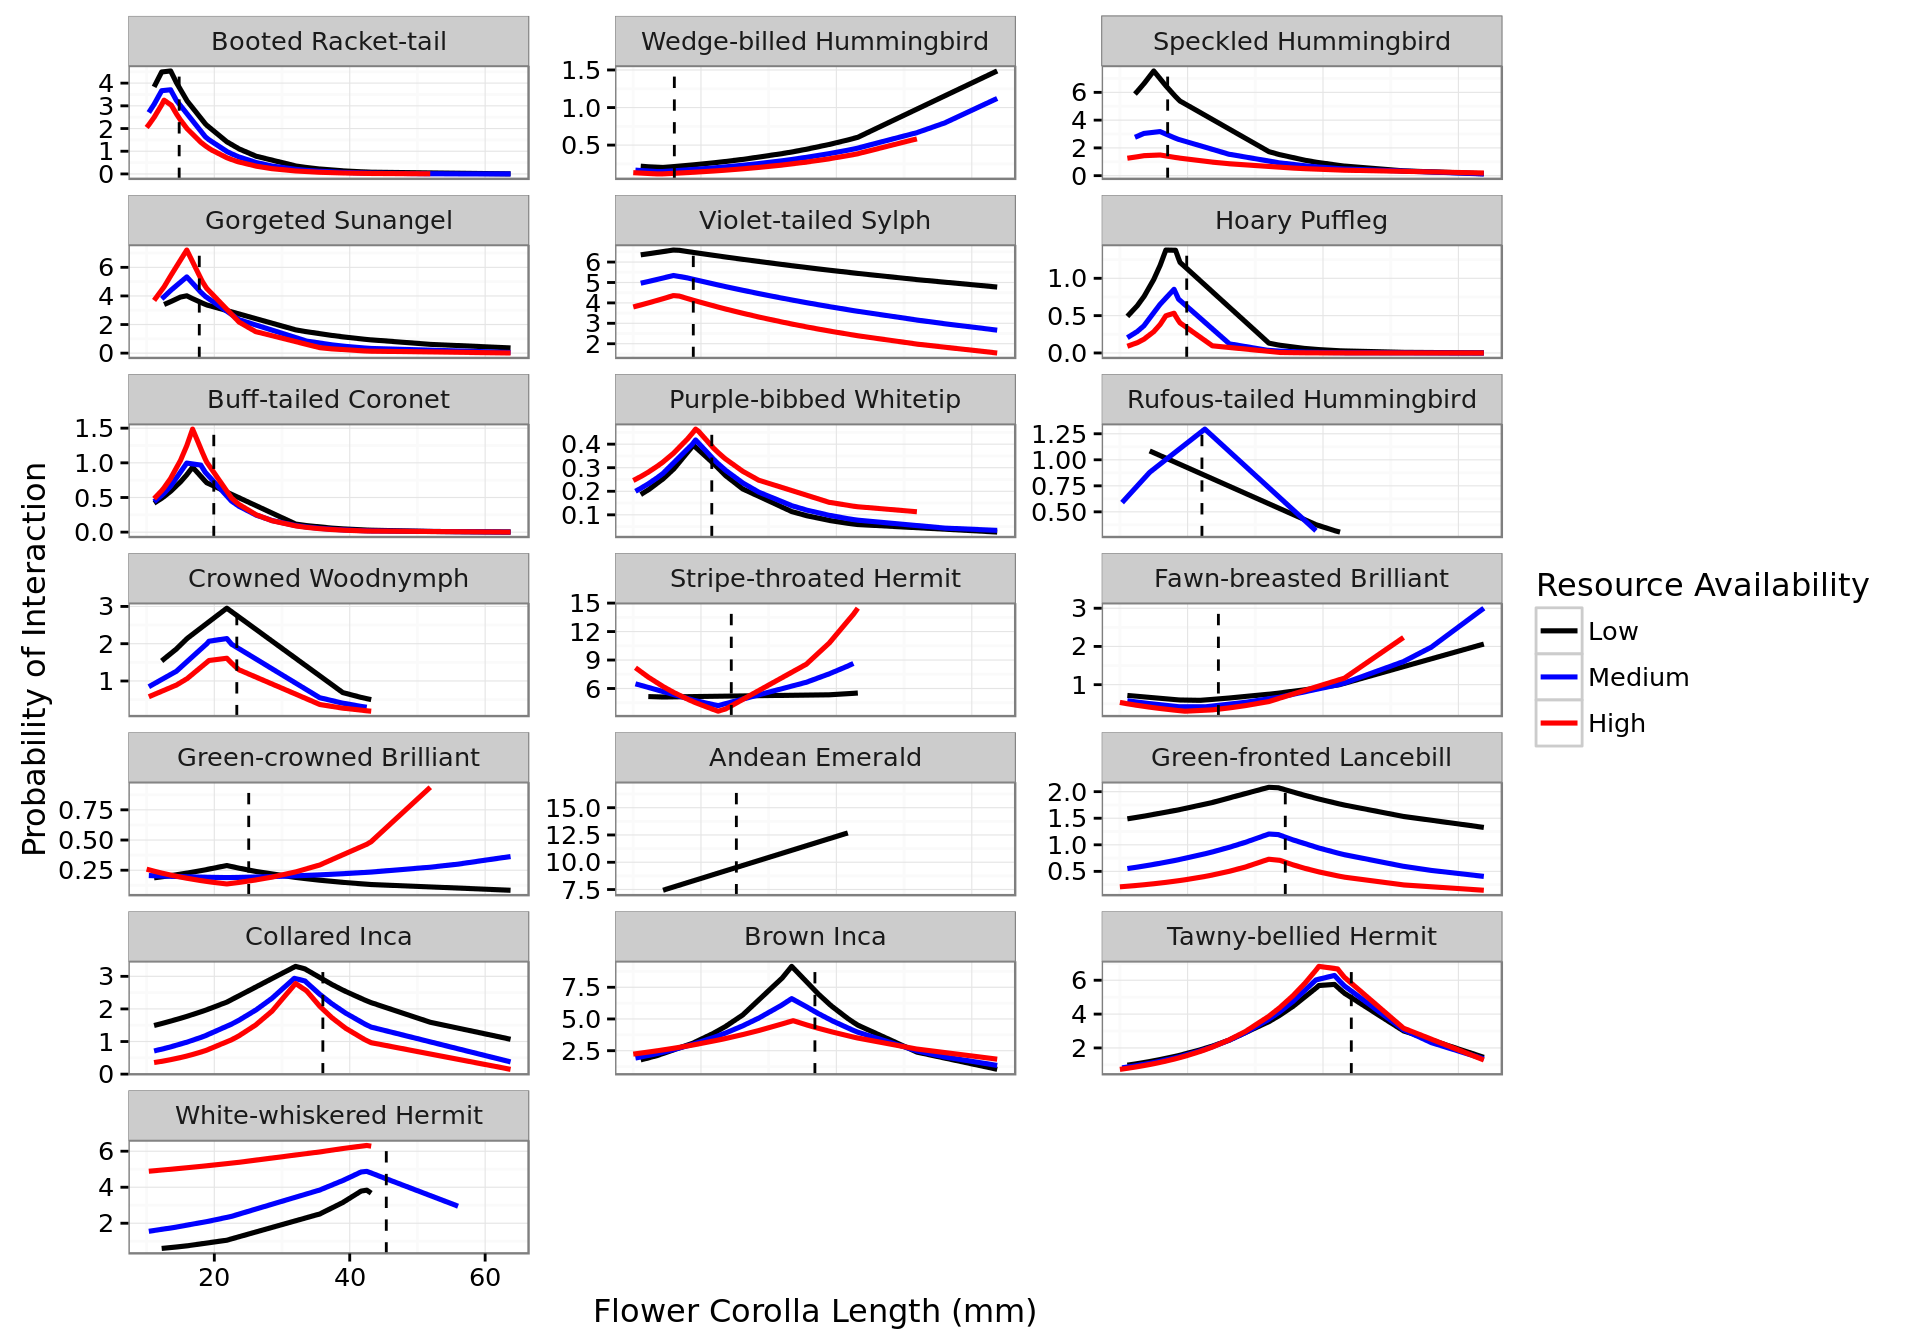 Booted Racket-tail
Wedge-billed Hummingbird
Speckled Hummingbird
4
3
2
1
0
1.5
1.0
0.5
6
4
2
0
Gorgeted Sunangel
Violet-tailed Sylph
Hoary Puffleg
6
4
2
0
6
5
4
3
2
1.0
0.5
0.0
Buff-tailed Coronet
Purple-bibbed Whitetip
Rufous-tailed Hummingbird
1.5
1.0
0.5
0.0
0.4
0.3
0.2
0.1
1.25
1.00
0.75
0.50
Crowned Woodnymph
Stripe-throated Hermit
Fawn-breasted Brilliant
3
2
1
15
12
9
6
3
2
1
Green-crowned Brilliant
Andean Emerald
Green-fronted Lancebill
0.75
0.50
0.25
15.0
12.5
10.0
7.5
2.0
1.5
1.0
0.5
Collared Inca
Brown Inca
Tawny-bellied Hermit
3
2
1
0
7.5
5.0
2.5
6
4
2
White-whiskered Hermit
6
4
2
20 40 60
Flower Corolla Length (mm)
Probability of Interaction
Resource Availability
Low
Medium
High